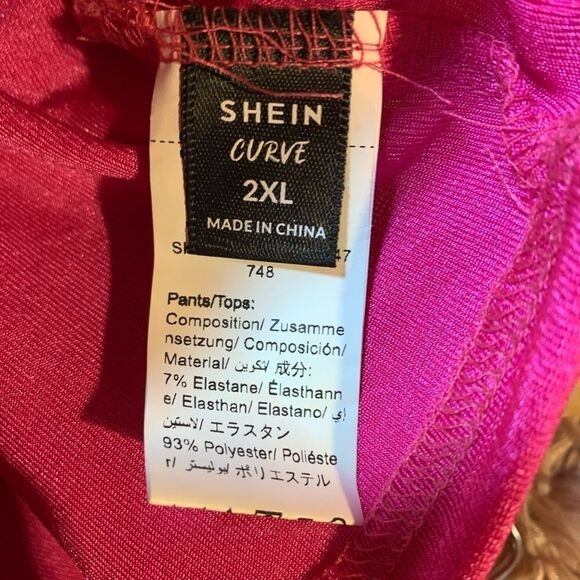 SHEIN
CURVE
2XL
MADE IN CHINA
47
748
Pants/Tops:
Composition/ Zusamme
nsetzung/ Composición/
Material/ تكوين/ 成分:
7% Elastane/ Élasthann
e/ Elasthan/ Elastano/ إي
لاستين/ エラスタン
93% Polyester/ Poliéste
r/ بوليستر/ ポリエステル